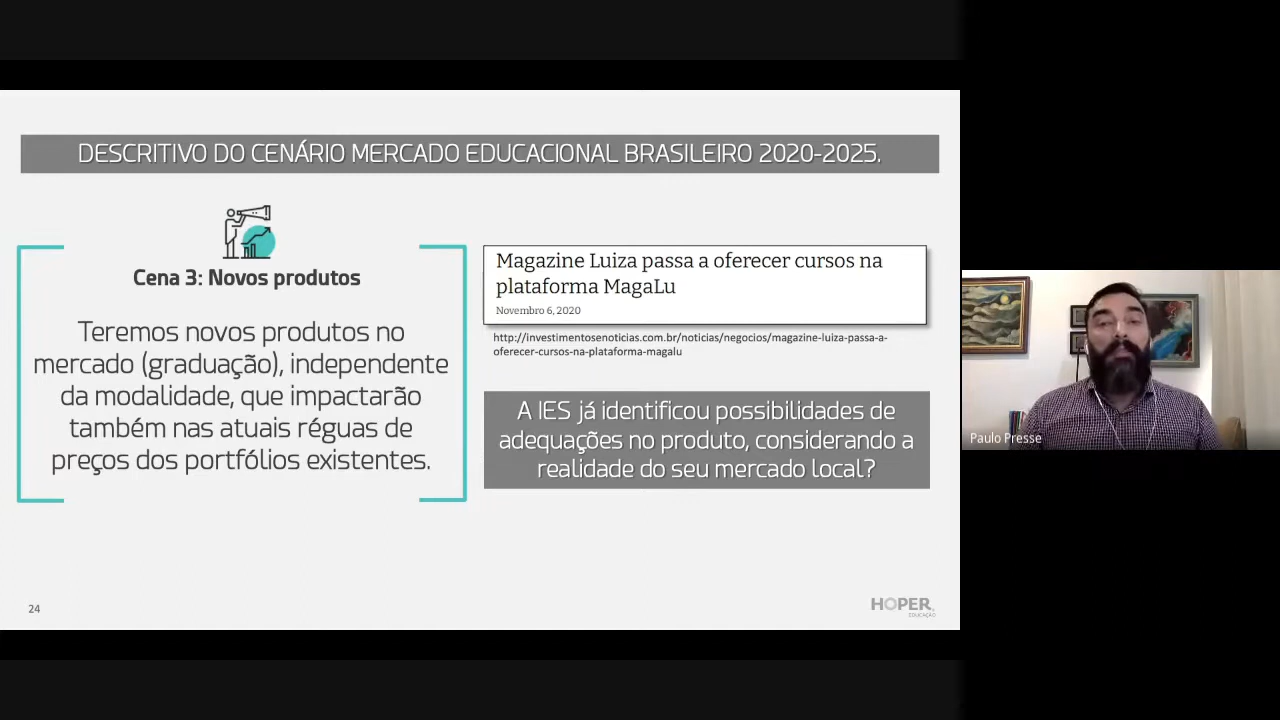 DESCRITIVO DO CENÁRIO MERCADO EDUCACIONAL BRASILEIRO 2020-2025.
Cena 3: Novos produtos
Teremos novos produtos no
mercado (graduação), independente
da modalidade, que impactarão
também nas atuais réguas de
preços dos portfólios existentes.
Magazine Luiza passa a oferecer cursos na
plataforma MagaLu
Novembro 6, 2020
http://investimentosenoticias.com.br/noticias/negocios/magazine-luiza-passa-a-
oferecer-cursos-na-plataforma-magalu
A IES já identificou possibilidades de
adequações no produto, considerando a
realidade do seu mercado local?
Paulo Presse
24
HOPER
EDUCAÇÃO